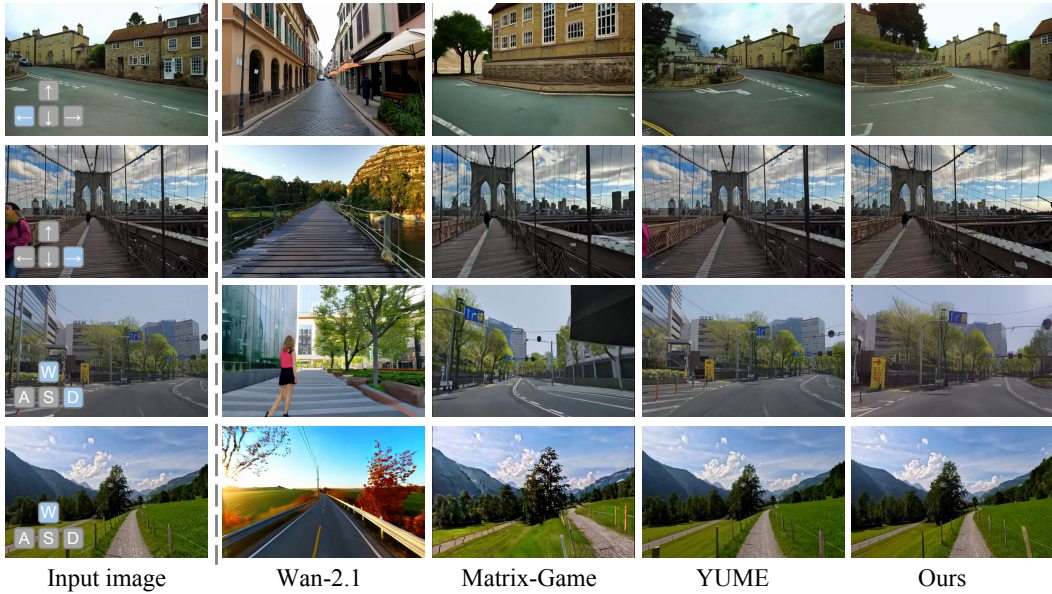 ↑
← ↓ →
↑
← ↓ →
W
A S D
W
A S D
Input image Wan-2.1 Matrix-Game YUME Ours